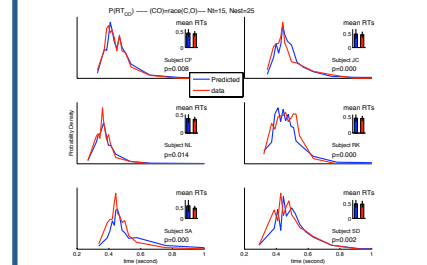 P(RT_CO) ––– (CO)=race(C,O)–– Nt=15, Nest=25
mean RTs
0.5
0
Subject CF
p=0.008
mean RTs
0.5
0
Subject JC
p=0.000
Predicted
data
Probability Density
mean RTs
0.5
0
Subject NL
p=0.014
mean RTs
0.5
0
Subject RK
p=0.000
mean RTs
0.5
0
Subject SA
p=0.000
mean RTs
0.5
0
Subject SD
p=0.002
0.2 0.4 0.6 0.8 1
time (second)
0.2 0.4 0.6 0.8 1
time (second)